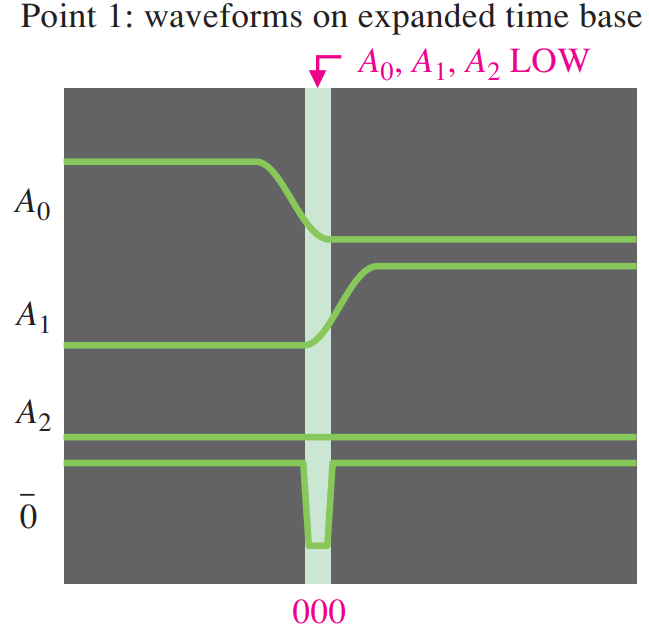 Point 1: waveforms on expanded time base
A₀, A₁, A₂ LOW
A₀
A₁
A₂
0̅
000